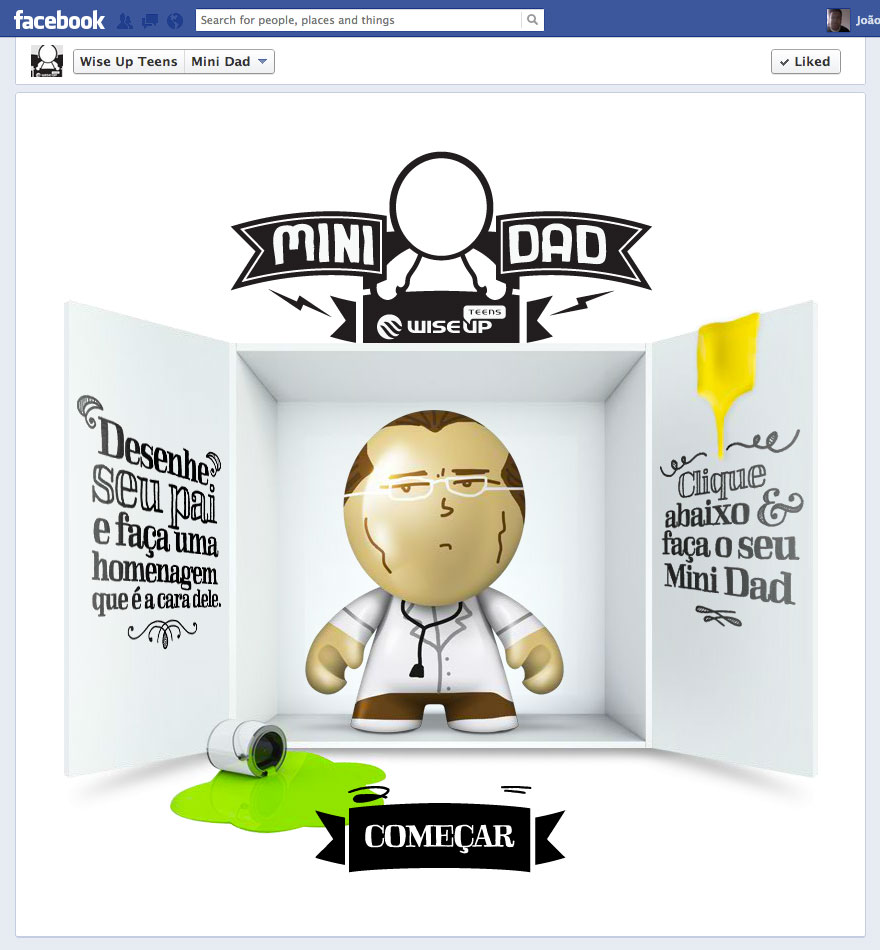 facebook
Search for people, places and things
João
Wise Up Teens
Mini Dad
Liked
MINI DAD
TEENS
WISE UP
Desenhe
seu pai
e faça uma
homenagem
que é a cara dele.
Clique
abaixo &
faça o seu
Mini Dad
COMEÇAR